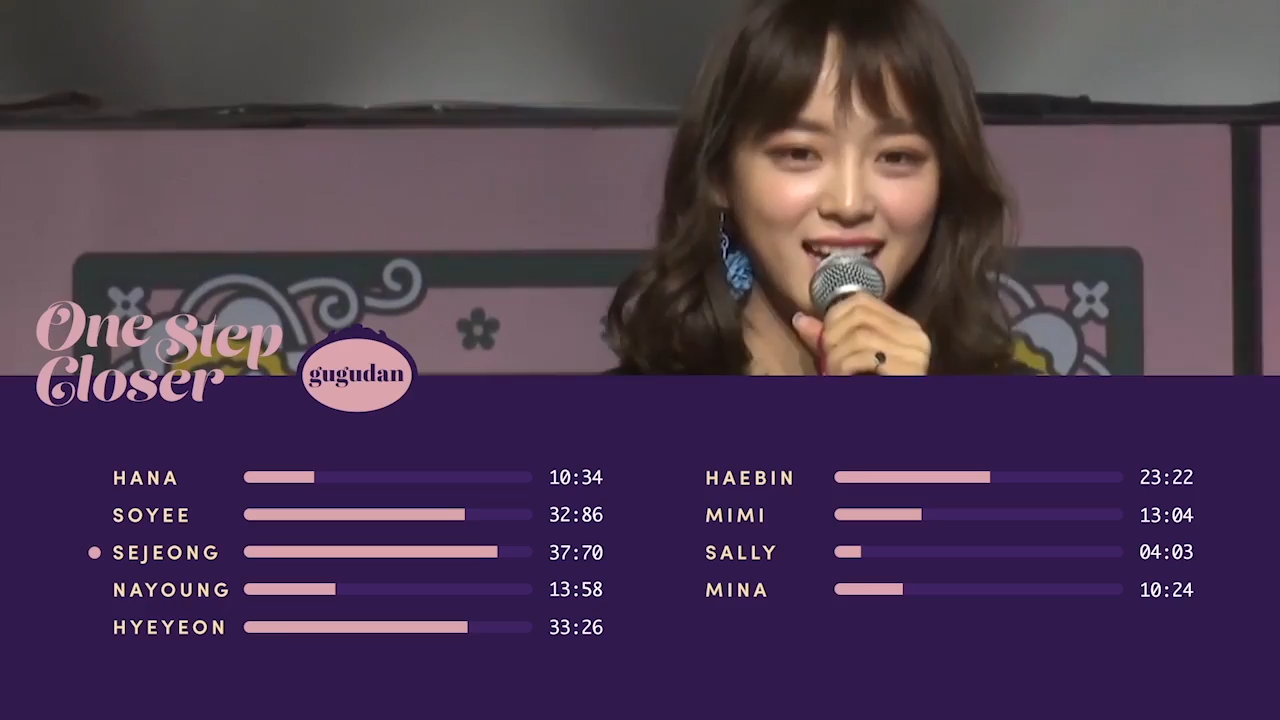 One Step
Closer
gugudan
HANA 10:34
SOYEE 32:86
SEJEONG 37:70
NAYOUNG 13:58
HYEYEON 33:26
HAEBIN 23:22
MIMI 13:04
SALLY 04:03
MINA 10:24